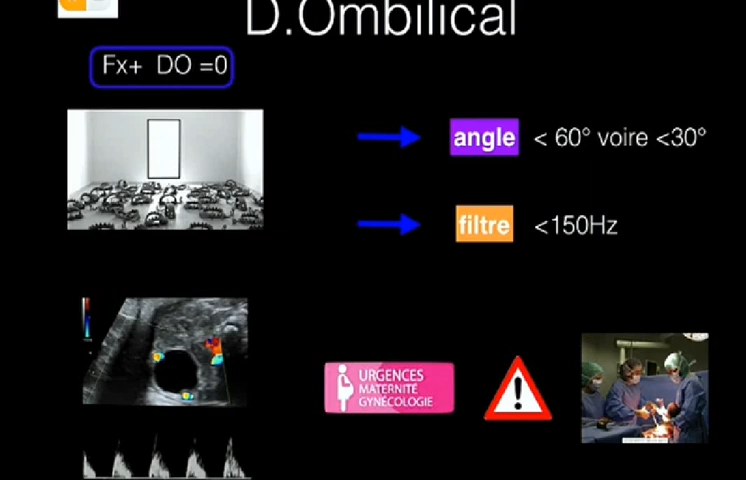 D.Ombilical
Fx+ DO =0
angle < 60° voire <30°
filtre <150Hz
URGENCES
MATERNITÉ
GYNÉCOLOGIE
!